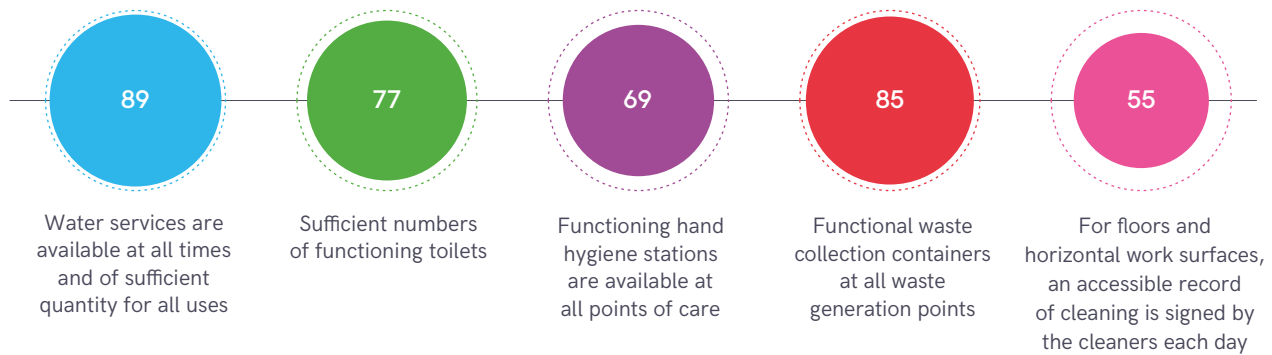 89
77
69
85
55
Water services are
available at all times
and of sufficient
quantity for all uses
Sufficient numbers
of functioning toilets
Functioning hand
hygiene stations
are available at
all points of care
Functional waste
collection containers
at all waste
generation points
For floors and
horizontal work surfaces,
an accessible record
of cleaning is signed by
the cleaners each day